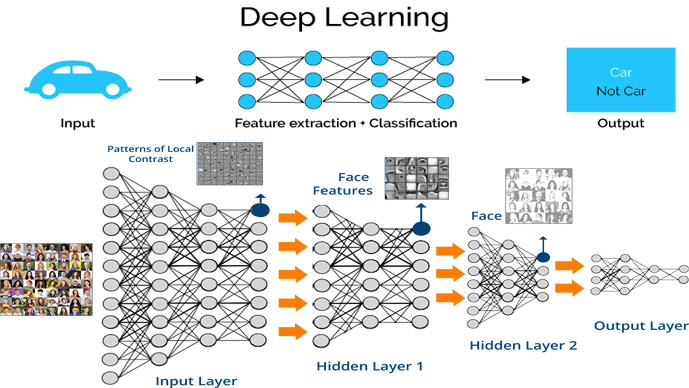 Deep Learning
Car
Not Car
Input
Feature extraction + Classification
Output
Patterns of Local
Contrast
Face
Features
Face
Input Layer
Hidden Layer 1
Hidden Layer 2
Output Layer